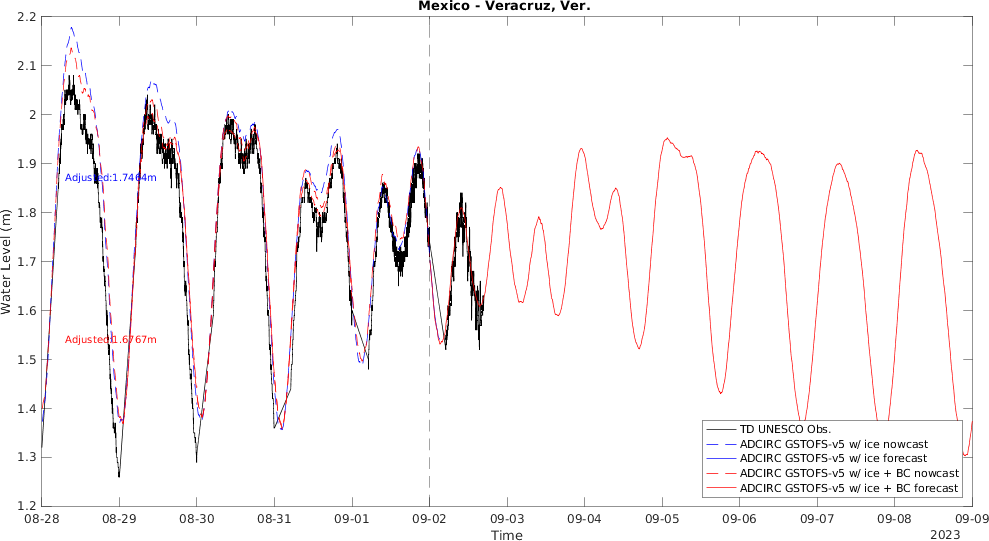 Mexico - Veracruz, Ver.
2.2
2.1
2
1.9
1.8
1.7
1.6
1.5
1.4
1.3
1.2
Water Level (m)
Adjusted:1.7464m
Adjusted:1.6767m
TD UNESCO Obs.
ADCIRC GSTOFS-v5 w/ ice nowcast
ADCIRC GSTOFS-v5 w/ ice forecast
ADCIRC GSTOFS-v5 w/ ice + BC nowcast
ADCIRC GSTOFS-v5 w/ ice + BC forecast
08-28 08-29 08-30 08-31 09-01 09-02 09-03 09-04 09-05 09-06 09-07 09-08 09-09
Time
2023